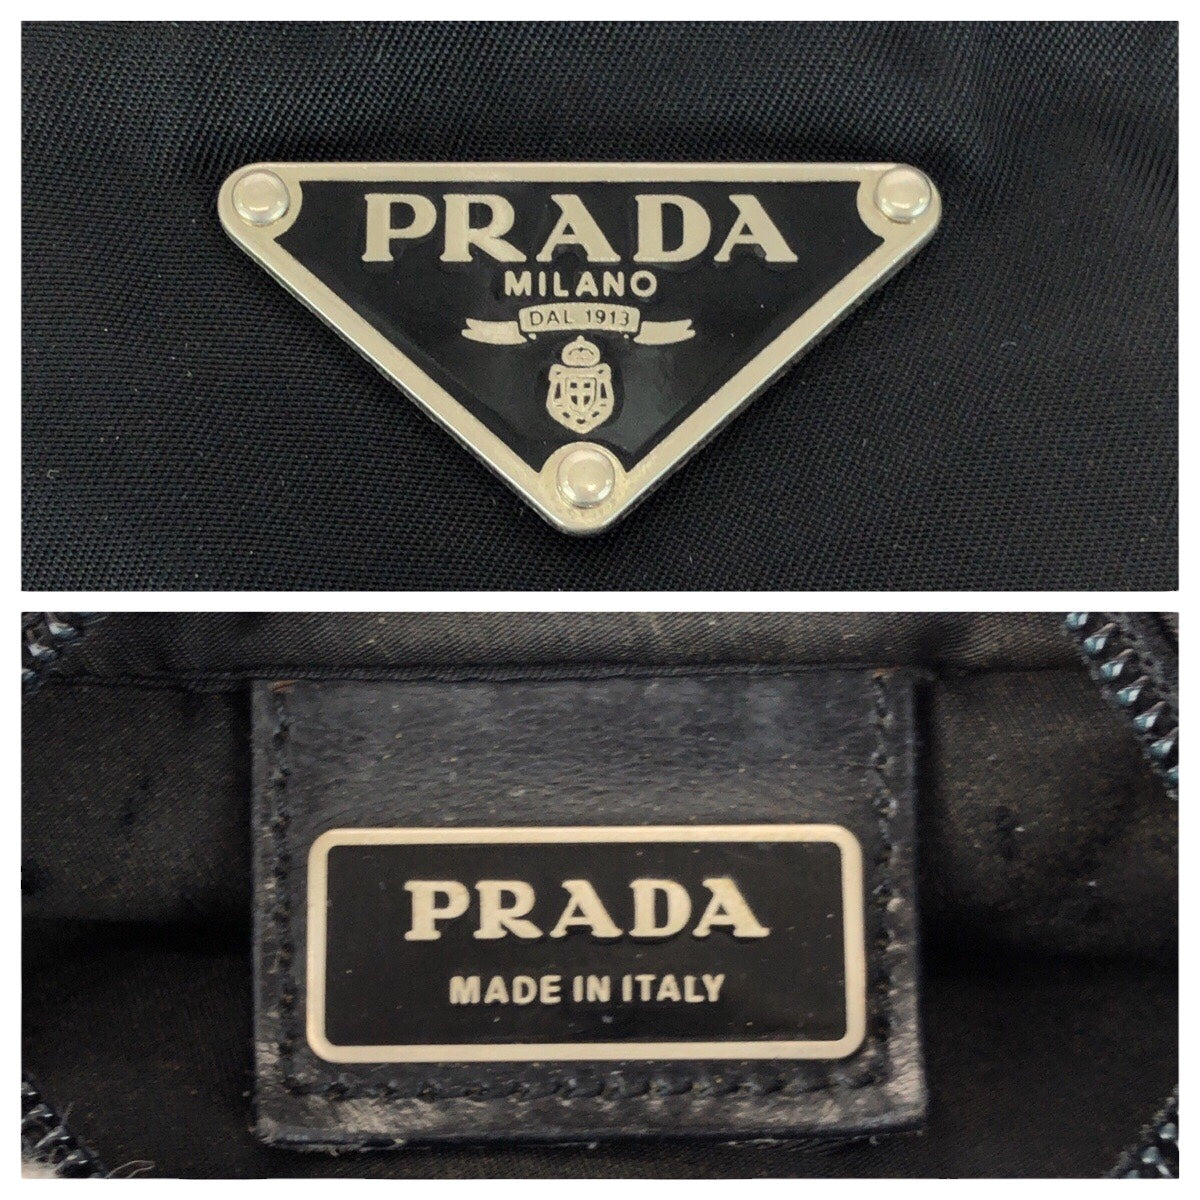 PRADA
MILANO
DAL 1913
PRADA
MADE IN ITALY